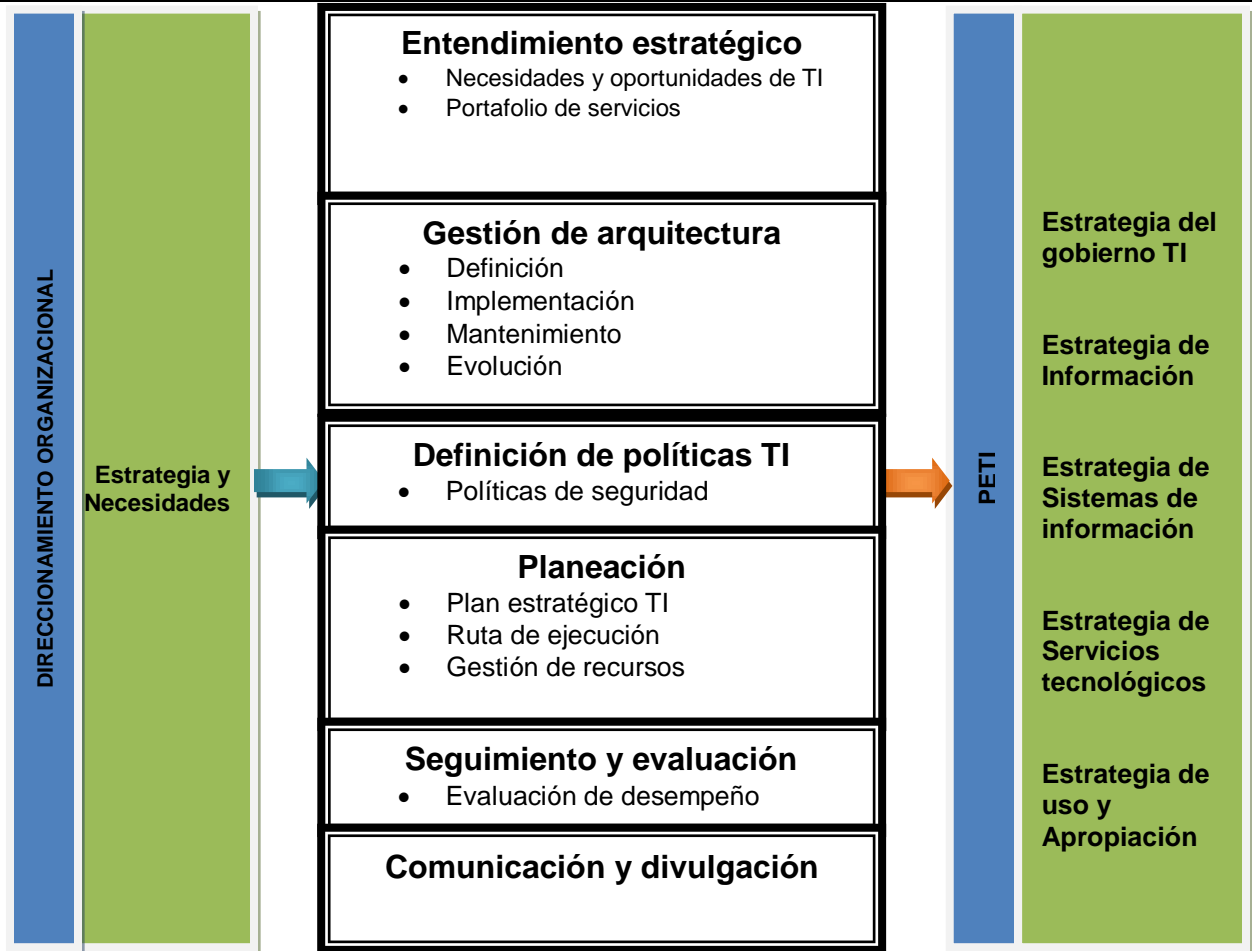 DIRECCIONAMIENTO ORGANIZACIONAL
Estrategia y
Necesidades
Entendimiento estratégico
• Necesidades y oportunidades de TI
• Portafolio de servicios
Gestión de arquitectura
• Definición
• Implementación
• Mantenimiento
• Evolución
Definición de políticas TI
• Políticas de seguridad
Planeación
• Plan estratégico TI
• Ruta de ejecución
• Gestión de recursos
Seguimiento y evaluación
• Evaluación de desempeño
Comunicación y divulgación
PETI
Estrategia del
gobierno TI
Estrategia de
Información
Estrategia de
Sistemas de
información
Estrategia de
Servicios
tecnológicos
Estrategia de
uso y
Apropiación